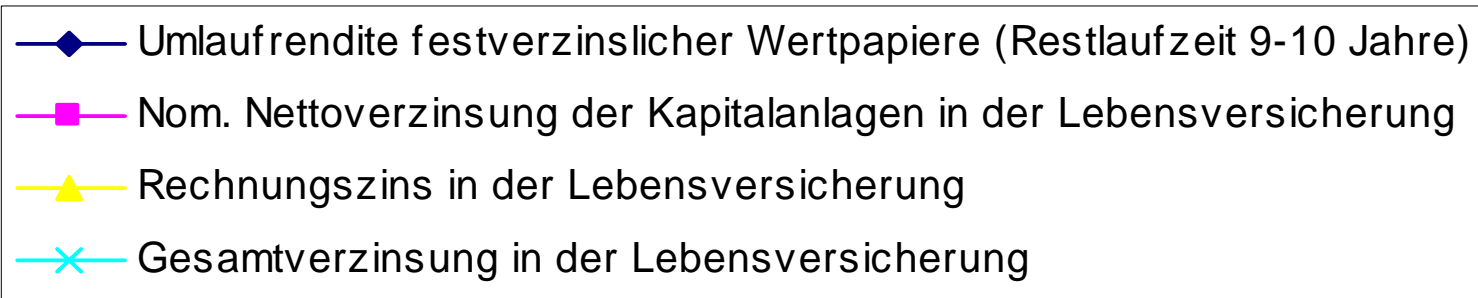 Umlaufrendite festverzinslicher Wertpapiere (Restlaufzeit 9-10 Jahre)
Nom. Nettoverzinsung der Kapitalanlagen in der Lebensversicherung
Rechnungszins in der Lebensversicherung
Gesamtverzinsung in der Lebensversicherung